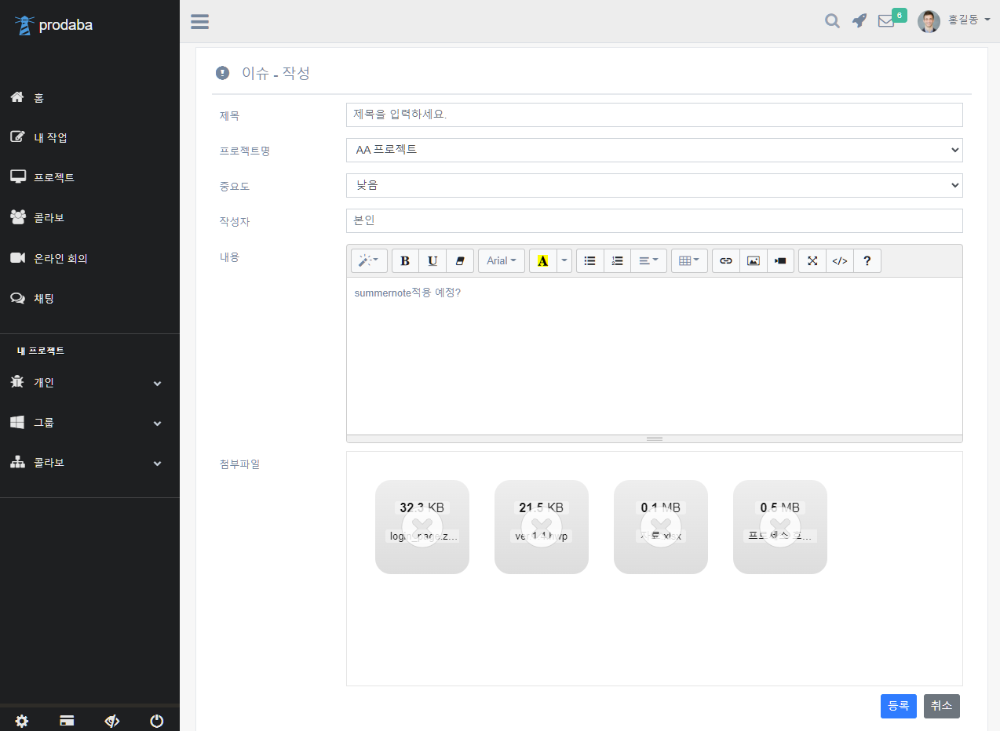 prodaba
6
홍길동
홈
내 작업
프로젝트
콜라보
온라인 회의
채팅
내 프로젝트
개인
그룹
콜라보
이슈 - 작성
제목
제목을 입력하세요.
프로젝트명
AA 프로젝트
중요도
낮음
작성자
본인
내용
B U Arial A </> ?
summernote적용 예정?
첨부파일
32.3 KB
login_page.z...
21.5 KB
ver.1.4.hwp
0.1 MB
자료.xlsx
0.5 MB
프로세스 흐...
등록
취소